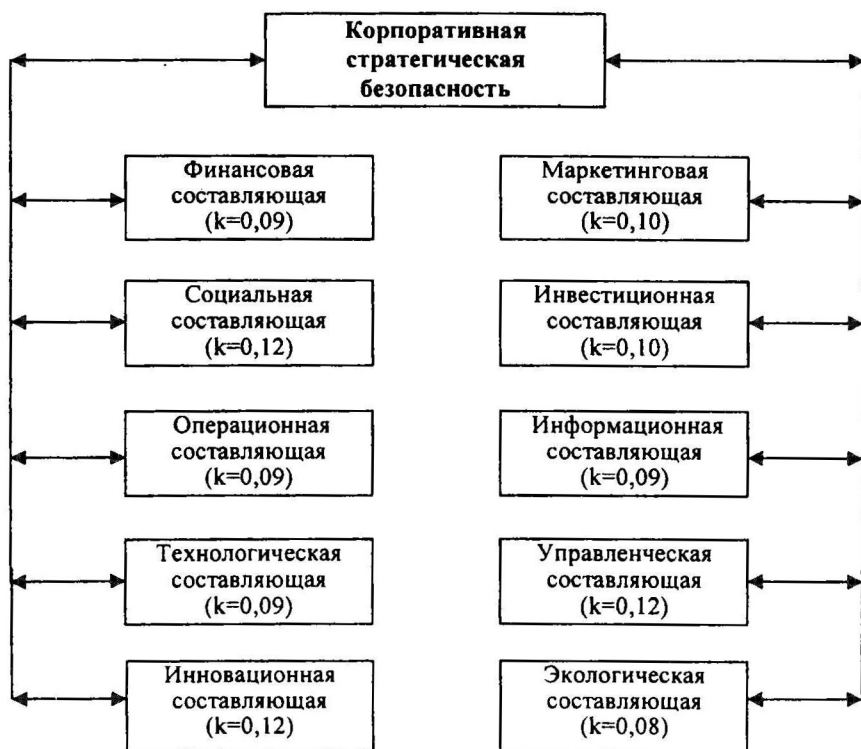 Корпоративная
стратегическая
безопасность
Финансовая
составляющая
(k=0,09)
Маркетинговая
составляющая
(k=0,10)
Социальная
составляющая
(k=0,12)
Инвестиционная
составляющая
(k=0,10)
Операционная
составляющая
(k=0,09)
Информационная
составляющая
(k=0,09)
Технологическая
составляющая
(k=0,09)
Управленческая
составляющая
(k=0,12)
Инновационная
составляющая
(k=0,12)
Экологическая
составляющая
(k=0,08)